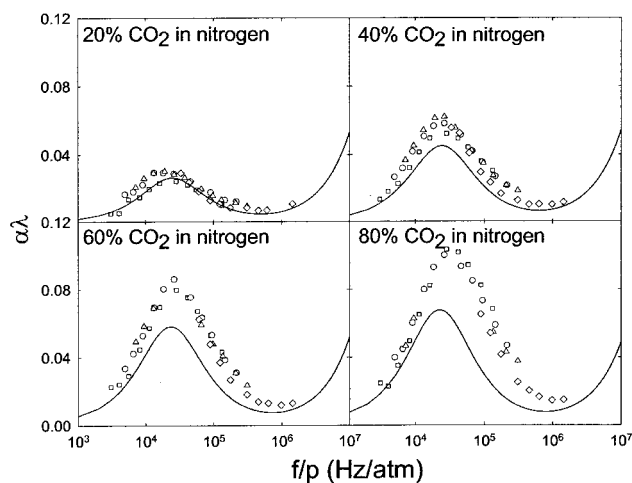 0.12
20% CO2 in nitrogen
40% CO2 in nitrogen
0.08
0.04
0.12
60% CO2 in nitrogen
80% CO2 in nitrogen
0.08
0.04
0.00
αλ
10³ 10⁴ 10⁵ 10⁶ 10⁷ 10⁴ 10⁵ 10⁶ 10⁷
f/p (Hz/atm)